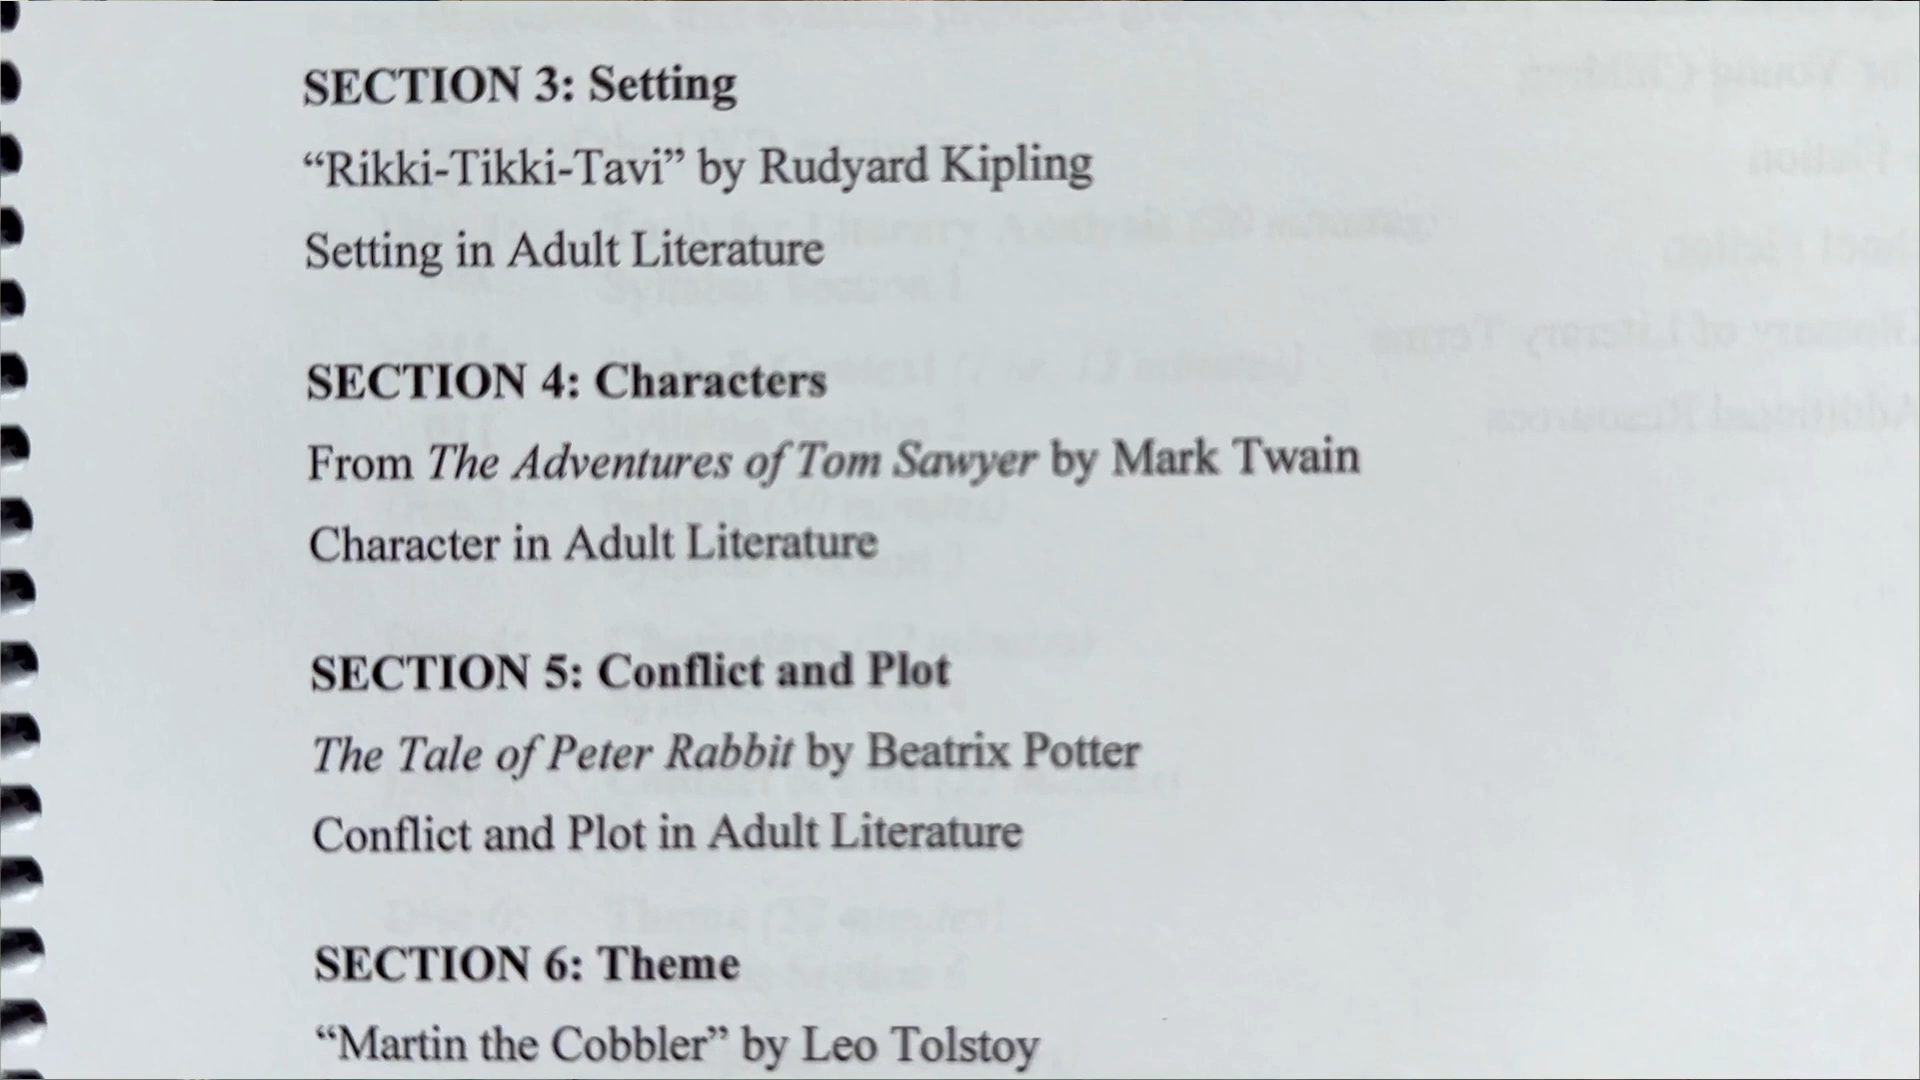 SECTION 3: Setting
“Rikki-Tikki-Tavi” by Rudyard Kipling
Setting in Adult Literature
SECTION 4: Characters
From The Adventures of Tom Sawyer by Mark Twain
Character in Adult Literature
SECTION 5: Conflict and Plot
The Tale of Peter Rabbit by Beatrix Potter
Conflict and Plot in Adult Literature
SECTION 6: Theme
“Martin the Cobbler” by Leo Tolstoy